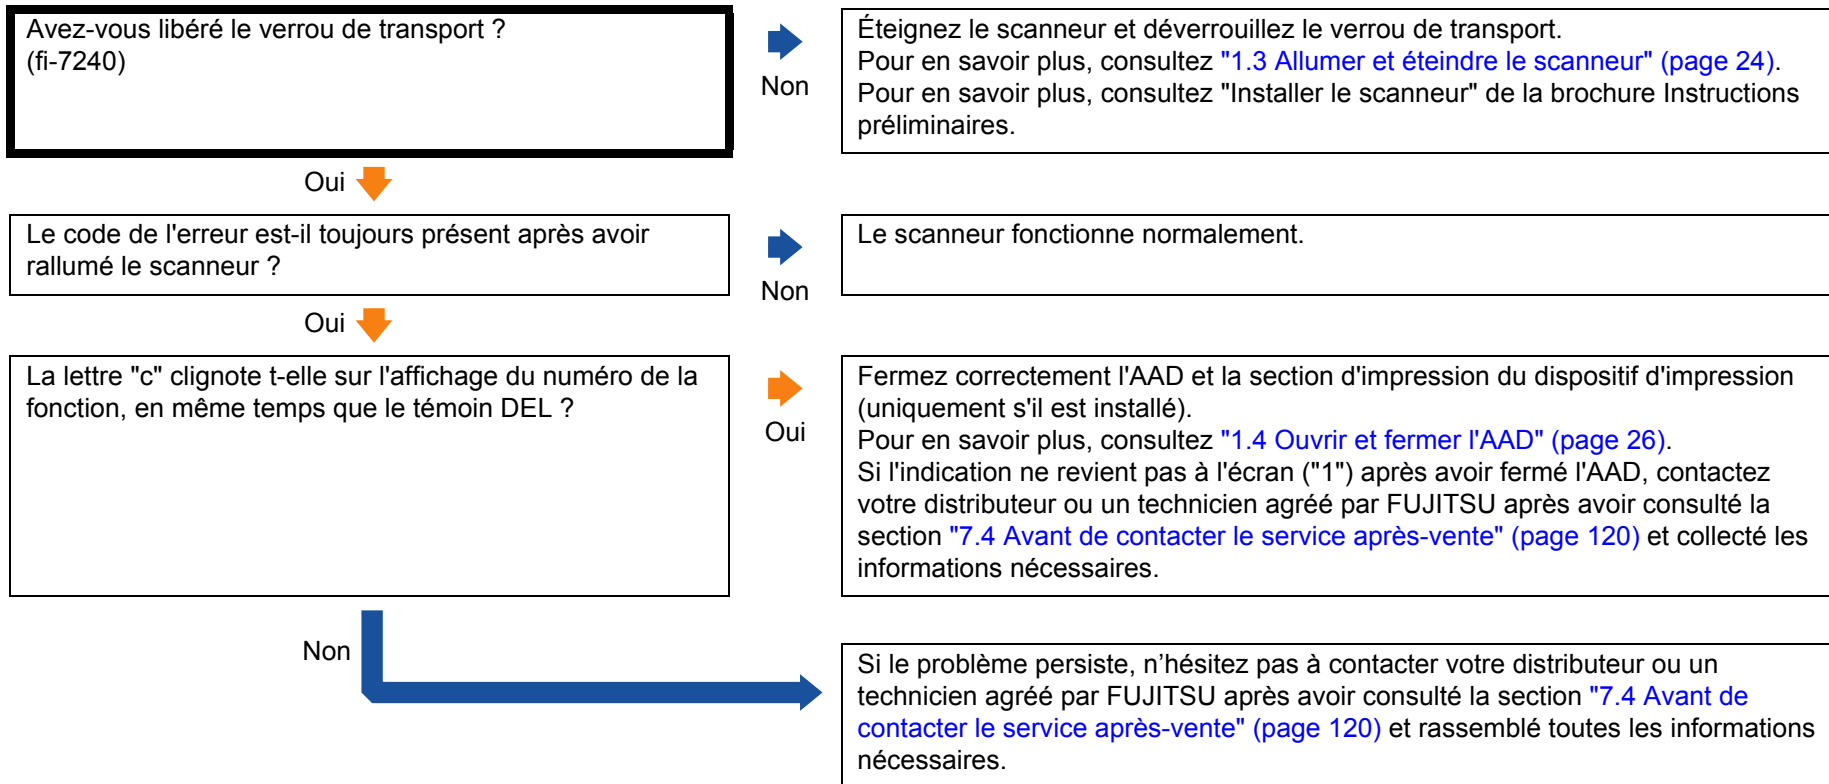 Avez-vous libéré le verrou de transport ?
(fi-7240)
Non
Éteignez le scanneur et déverrouillez le verrou de transport.
Pour en savoir plus, consultez "1.3 Allumer et éteindre le scanneur" (page 24).
Pour en savoir plus, consultez "Installer le scanneur" de la brochure Instructions
préliminaires.
Oui
Le code de l'erreur est-il toujours présent après avoir
rallumé le scanneur ?
Non
Le scanneur fonctionne normalement.
Oui
La lettre "c" clignote t-elle sur l'affichage du numéro de la
fonction, en même temps que le témoin DEL ?
Oui
Fermez correctement l'AAD et la section d'impression du dispositif d'impression
(uniquement s'il est installé).
Pour en savoir plus, consultez "1.4 Ouvrir et fermer l'AAD" (page 26).
Si l'indication ne revient pas à l'écran ("1") après avoir fermé l'AAD, contactez
votre distributeur ou un technicien agréé par FUJITSU après avoir consulté la
section "7.4 Avant de contacter le service après-vente" (page 120) et collecté les
informations nécessaires.
Non
Si le problème persiste, n’hésitez pas à contacter votre distributeur ou un
technicien agréé par FUJITSU après avoir consulté la section "7.4 Avant de
contacter le service après-vente" (page 120) et rassemblé toutes les informations
nécessaires.